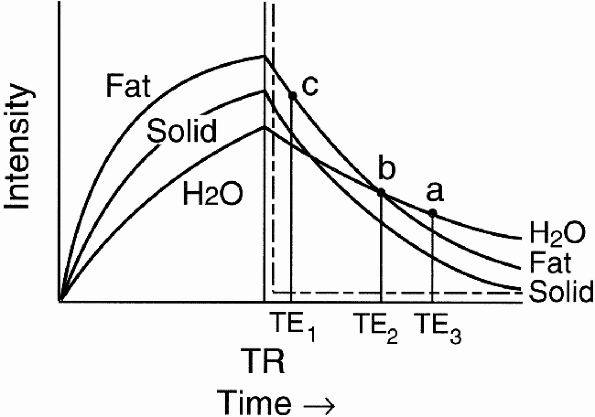 Intensity
Fat
Solid
H2O
c
b
a
H2O
Fat
Solid
TE1
TE2
TE3
TR
Time →